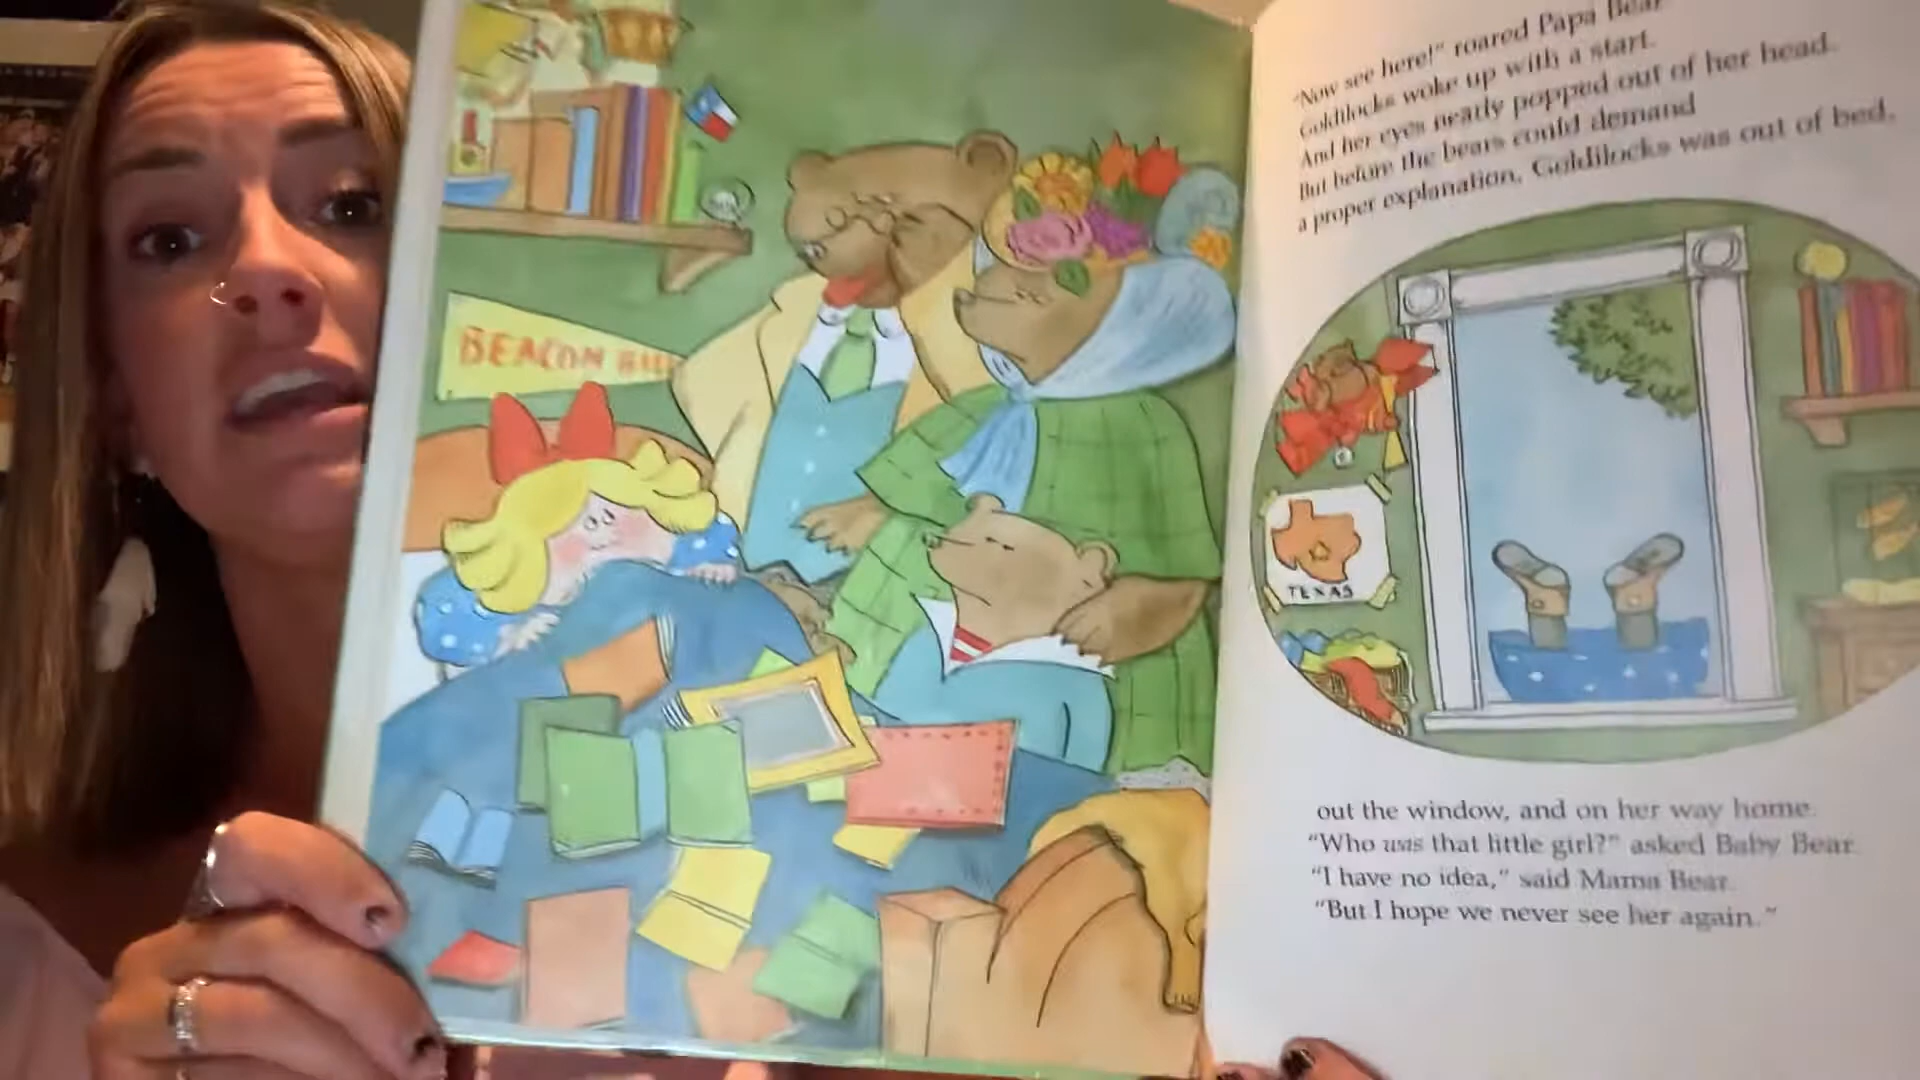 BEACON HILL
"Now see here!" roared Papa Bear
Goldilocks woke up with a start.
And her eyes nearly popped out of her head.
But before the bears could demand
a proper explanation, Goldilocks was out of bed,
TEXAS
out the window, and on her way home.
"Who was that little girl?" asked Baby Bear.
"I have no idea," said Mama Bear.
"But I hope we never see her again."